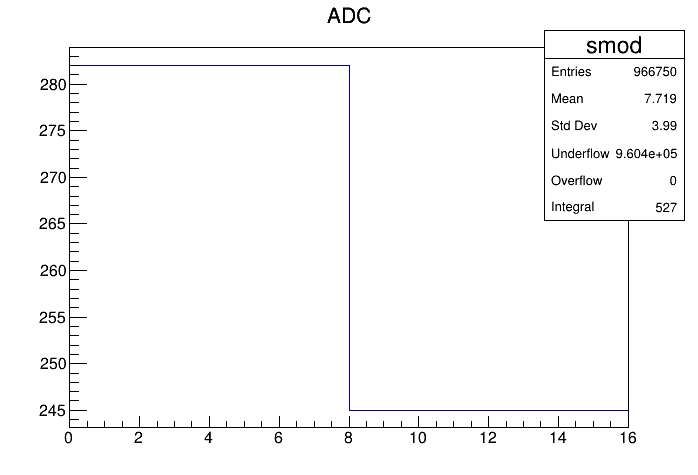 ADC
smod
Entries 966750
Mean 7.719
Std Dev 3.99
Underflow 9.604e+05
Overflow 0
Integral 527
280
275
270
265
260
255
250
245
0 2 4 6 8 10 12 14 16